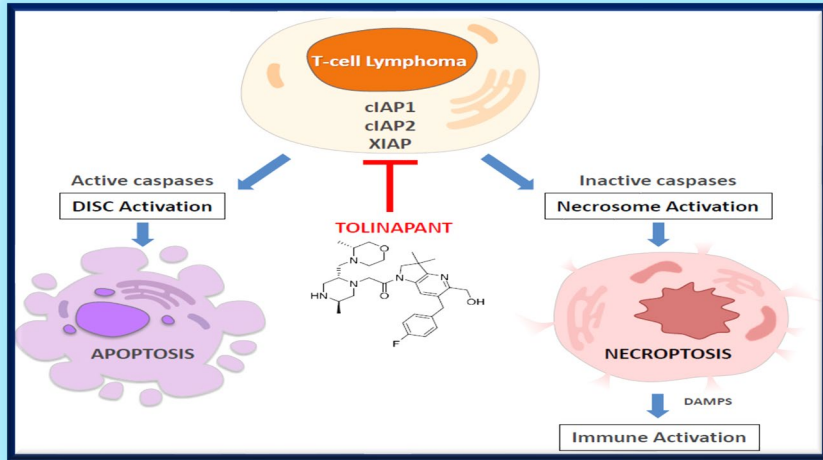 T-cell Lymphoma
cIAP1
cIAP2
XIAP
Active caspases
DISC Activation
Inactive caspases
Necrosome Activation
TOLINAPANT
O
N
N
HN
O
N
N
OH
F
APOPTOSIS
NECROPTOSIS
DAMPS
Immune Activation